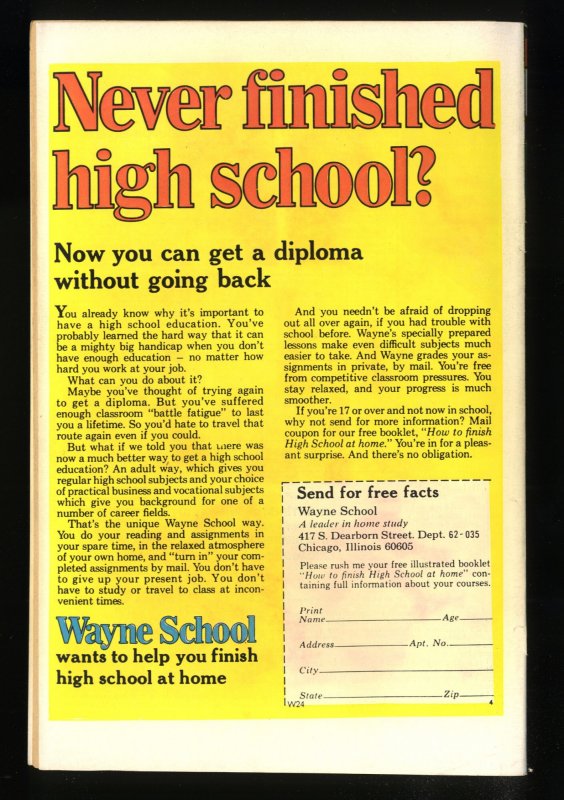 Never finished
high school?
Now you can get a diploma
without going back
You already know why it's important to
have a high school education. You've
probably learned the hard way that it can
be a mighty big handicap when you don't
have enough education – no matter how
hard you work at your job.
What can you do about it?
Maybe you've thought of trying again
to get a diploma. But you've suffered
enough classroom "battle fatigue" to last
you a lifetime. So you'd hate to travel that
route again even if you could.
But what if we told you that there was
now a much better way to get a high school
education? An adult way, which gives you
regular high school subjects and your choice
of practical business and vocational subjects
which give you background for one of a
number of career fields.
That's the unique Wayne School way.
You do your reading and assignments in
your spare time, in the relaxed atmosphere
of your own home, and "turn in" your com-
pleted assignments by mail. You don't have
to give up your present job. You don't
have to study or travel to class at incon-
venient times.
Wayne School
wants to help you finish
high school at home
And you needn't be afraid of dropping
out all over again, if you had trouble with
school before. Wayne's specially prepared
lessons make even difficult subjects much
easier to take. And Wayne grades your as-
signments in private, by mail. You're free
from competitive classroom pressures. You
stay relaxed, and your progress is much
smoother.
If you're 17 or over and not now in school,
why not send for more information? Mail
coupon for our free booklet, "How to finish
High School at home." You're in for a pleas-
ant surprise. And there's no obligation.
Send for free facts
Wayne School
A leader in home study
417 S. Dearborn Street. Dept. 62-035
Chicago, Illinois 60605
Please rush me your free illustrated booklet
"How to finish High School at home" con-
taining full information about your courses.
Print
Name Age
Address Apt. No.
City
State Zip
W24 4